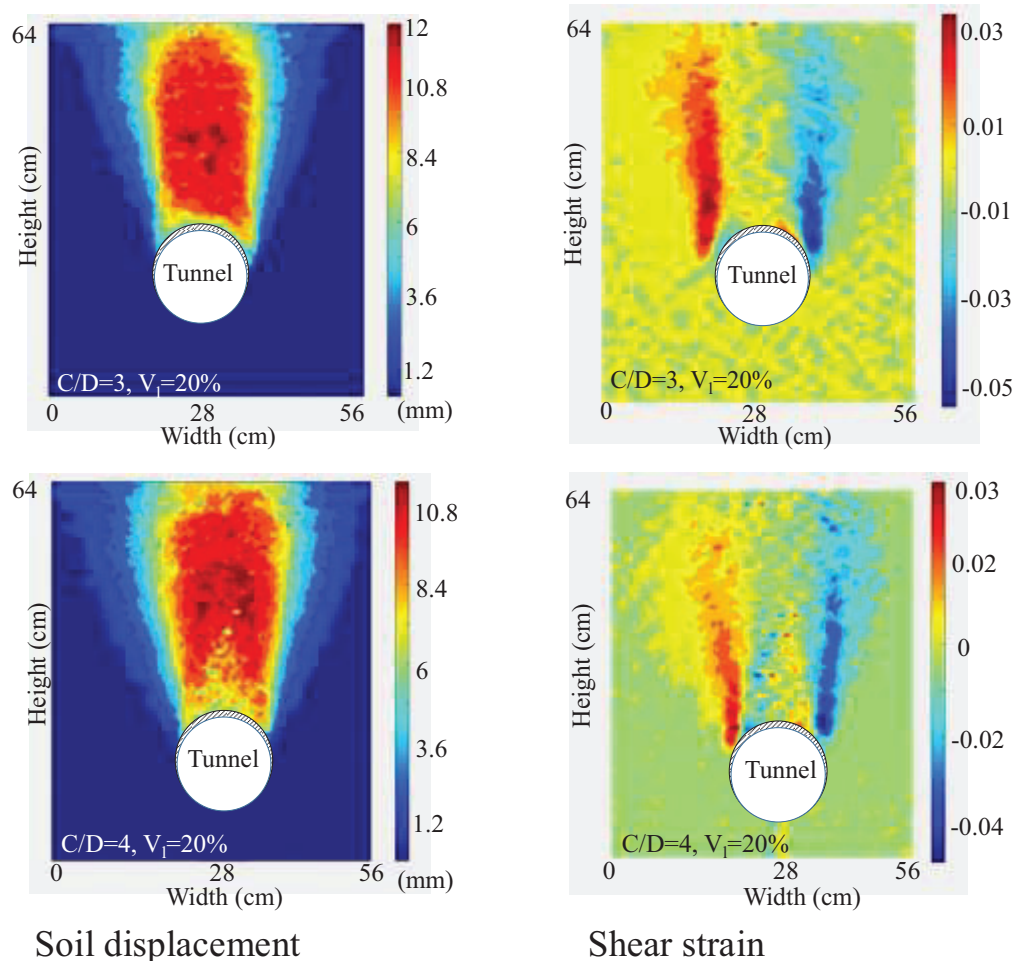 64
Height (cm)
Tunnel
C/D=3, V₁=20%
0 28 56
Width (cm)
12
10.8
8.4
6
3.6
1.2
(mm)
64
Height (cm)
Tunnel
C/D=3, V₁=20%
0 28 56
Width (cm)
0.03
0.01
-0.01
-0.03
-0.05
64
Height (cm)
Tunnel
C/D=4, V₁=20%
0 28 56
Width (cm)
10.8
8.4
6
3.6
1.2
(mm)
64
Height (cm)
Tunnel
C/D=4, V₁=20%
0 28 56
Width (cm)
0.03
0.02
0
-0.02
-0.04
Soil displacement
Shear strain